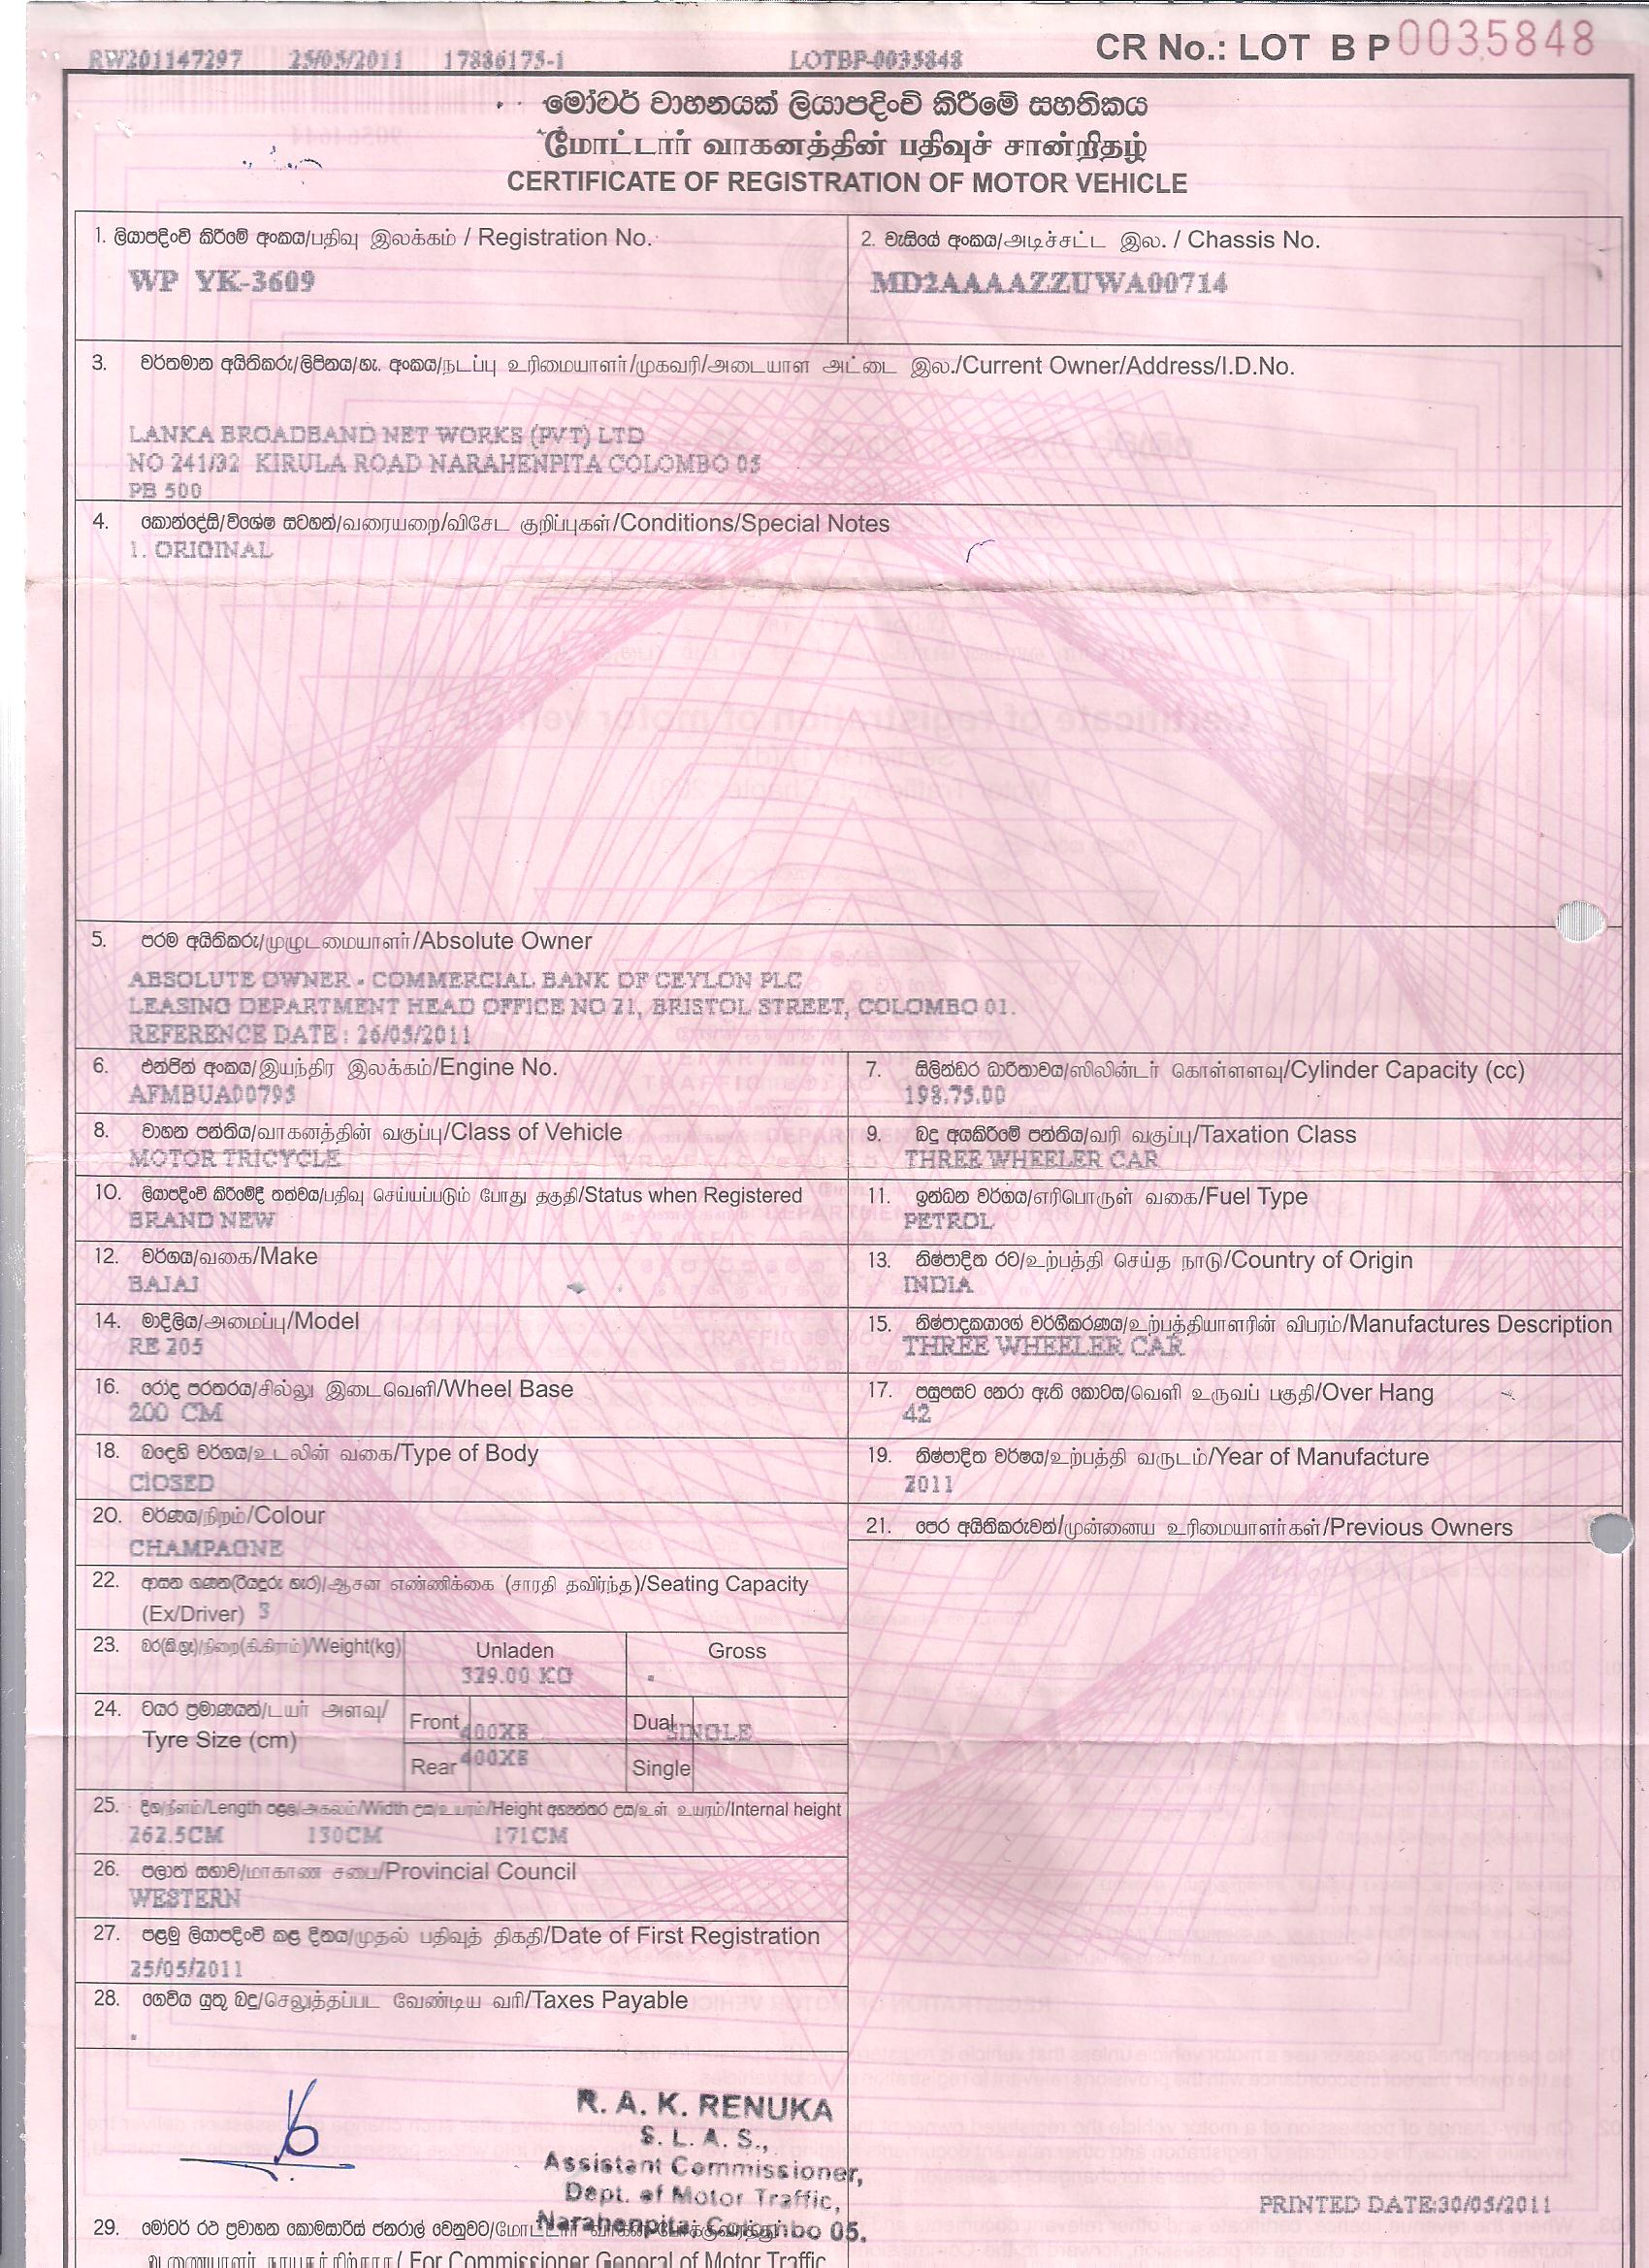 RW201147297 25/05/2011 17886175-1 LOTBP-0035848 CR No.: LOT B P 0035848
මෝටර් වාහනයක් ලියාපදිංචි කිරීමේ සහතිකය
மோட்டார் வாகனத்தின் பதிவுச் சான்றிதழ்
CERTIFICATE OF REGISTRATION OF MOTOR VEHICLE
1. ලියාපදිංචි කිරීමේ අංකය/பதிவு இலக்கம் / Registration No.
WP YK-3609
2. චැසියේ අංකය/அடிச்சட்ட இல. / Chassis No.
MD2AAAAZZUWA00714
3. වර්තමාන අයිතිකරු/ලිපිනය/හැ. අංකය/நடப்பு உரிமையாளர்/முகவரி/அடையாள அட்டை இல./Current Owner/Address/I.D.No.
LANKA BROADBAND NET WORKS (PVT) LTD
NO 241/32 KIRULA ROAD NARAHENPITA COLOMBO 05
PB 500
4. කොන්දේසි/විශේෂ සටහන්/வரையறை/விசேட குறிப்புகள்/Conditions/Special Notes
1. ORIGINAL
5. පරම අයිතිකරු/முழுடமையாளர்/Absolute Owner
ABSOLUTE OWNER - COMMERCIAL BANK OF CEYLON PLC
LEASING DEPARTMENT HEAD OFFICE NO 21, BRISTOL STREET, COLOMBO 01.
REFERENCE DATE : 26/05/2011
6. එන්ජින් අංකය/இயந்திர இலக்கம்/Engine No.
AFMBUA00795
7. සිලින්ඩර ධාරිතාවය/ஸிலின்டர் கொள்ளளவு/Cylinder Capacity (cc)
198.75.00
8. වාහන පන්තිය/வாகனத்தின் வகுப்பு/Class of Vehicle
MOTOR TRICYCLE
9. බදු අයකිරීමේ පන්තිය/வரி வகுப்பு/Taxation Class
THREE WHEELER CAR
10. ලියාපදිංචි කිරීමේදී තත්වය/பதிவு செய்யப்படும் போது தகுதி/Status when Registered
BRAND NEW
11. ඉන්ධන වර්ගය/எரிபொருள் வகை/Fuel Type
PETROL
12. වර්ගය/வகை/Make
BAJAJ
13. නිෂ්පාදිත රට/உற்பத்தி செய்த நாடு/Country of Origin
INDIA
14. මාදිලිය/அமைப்பு/Model
RE 205
15. නිෂ්පාදකයාගේ වර්ගීකරණය/உற்பத்தியாளரின் விபரம்/Manufactures Description
THREE WHEELER CAR
16. රෝද පරතරය/சில்லு இடைவெளி/Wheel Base
200 CM
17. පසුපසට නෙරා ඇති කොටස/வெளி உருவப் பகுதி/Over Hang
42
18. බඳෙහි වර්ගය/உடலின் வகை/Type of Body
ClOSED
19. නිෂ්පාදිත වර්ෂය/உற்பத்தி வருடம்/Year of Manufacture
2011
20. වර්ණය/நிறம்/Colour
CHAMPAGNE
21. පෙර අයිතිකරුවන්/முன்னைய உரிமையாளர்கள்/Previous Owners
22. ආසන ගණන(රියදුරු හැර)/ஆசன எண்ணிக்கை (சாரதி தவிர்ந்த)/Seating Capacity
(Ex/Driver) 3
23. බර(කි.ග්‍රෑ)/நிறை(கி.கிராம்)/Weight(kg) Unladen Gross
329.00 KG
24. ටයර ප්‍රමාණයන්/டயர் அளவு/
Tyre Size (cm)
Front 400X8 Dual SINGLE
Rear 400X8 Single
25. දිග/நீளம்/Length පළල/அகலம்/Width උස/உயரம்/Height අභ්‍යන්තර උස/உள் உயரம்/Internal height
262.5CM 130CM 171CM
26. පලාත් සභාව/மாகாண சபை/Provincial Council
WESTERN
27. පළමු ලියාපදිංචි කළ දිනය/முதல் பதிவுத் திகதி/Date of First Registration
25/05/2011
28. ගෙවිය යුතු බදු/செலுத்தப்பட வேண்டிய வரி/Taxes Payable
R. A. K. RENUKA
S. L. A. S.,
Assistant Commissioner,
Dept. of Motor Traffic,
Narahenpita, Colombo 05.
PRINTED DATE:30/05/2011
29. මෝටර් රථ ප්‍රවාහන කොමසාරිස් ජනරාල් වෙනුවට/
/ For Commissioner General of Motor Traffic